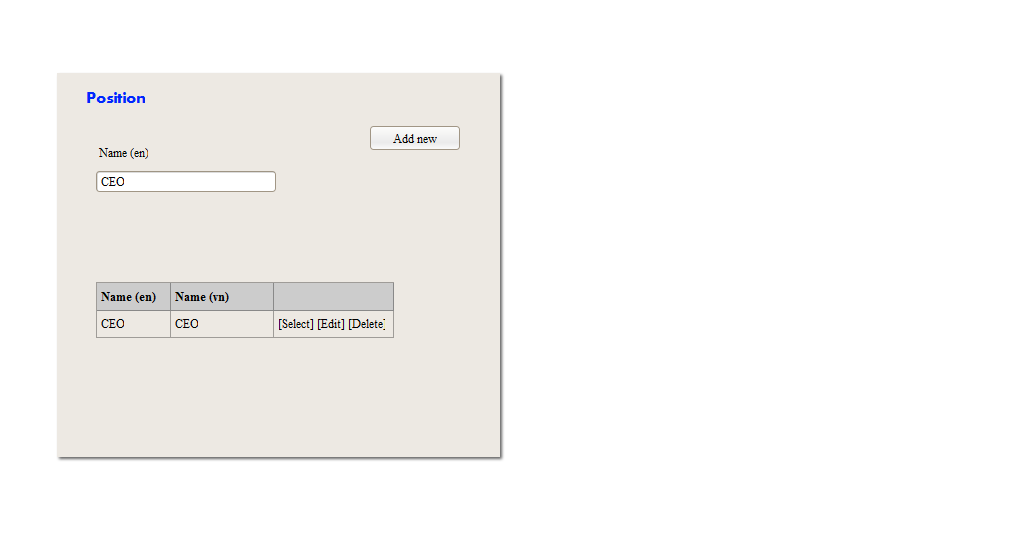 Position
Add new
Name (en)
CEO
Name (en) Name (vn)
CEO CEO [Select] [Edit] [Delete]